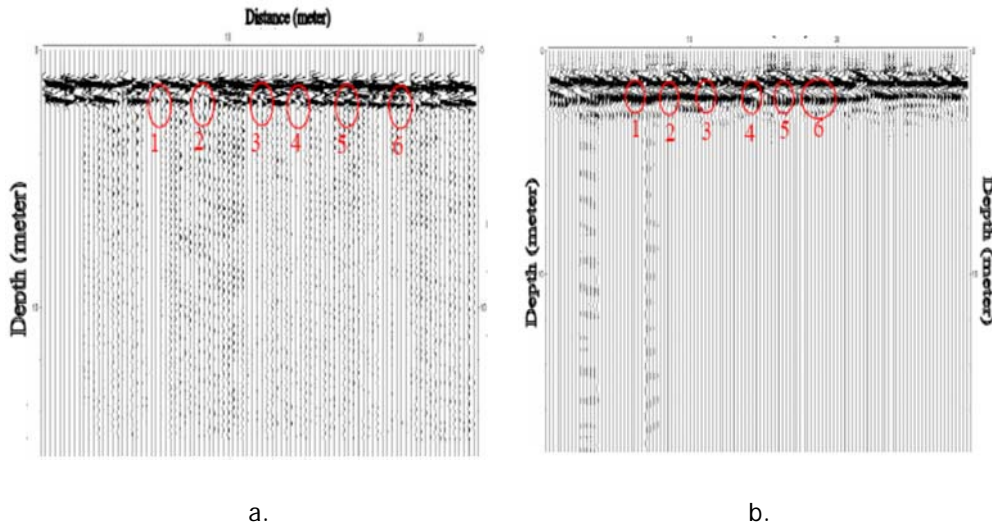 Distance (meter)
1 2 3 4 5 6
Depth (meter)
1 2 3 4 5 6
Depth (meter)
Depth (meter)
a. b.